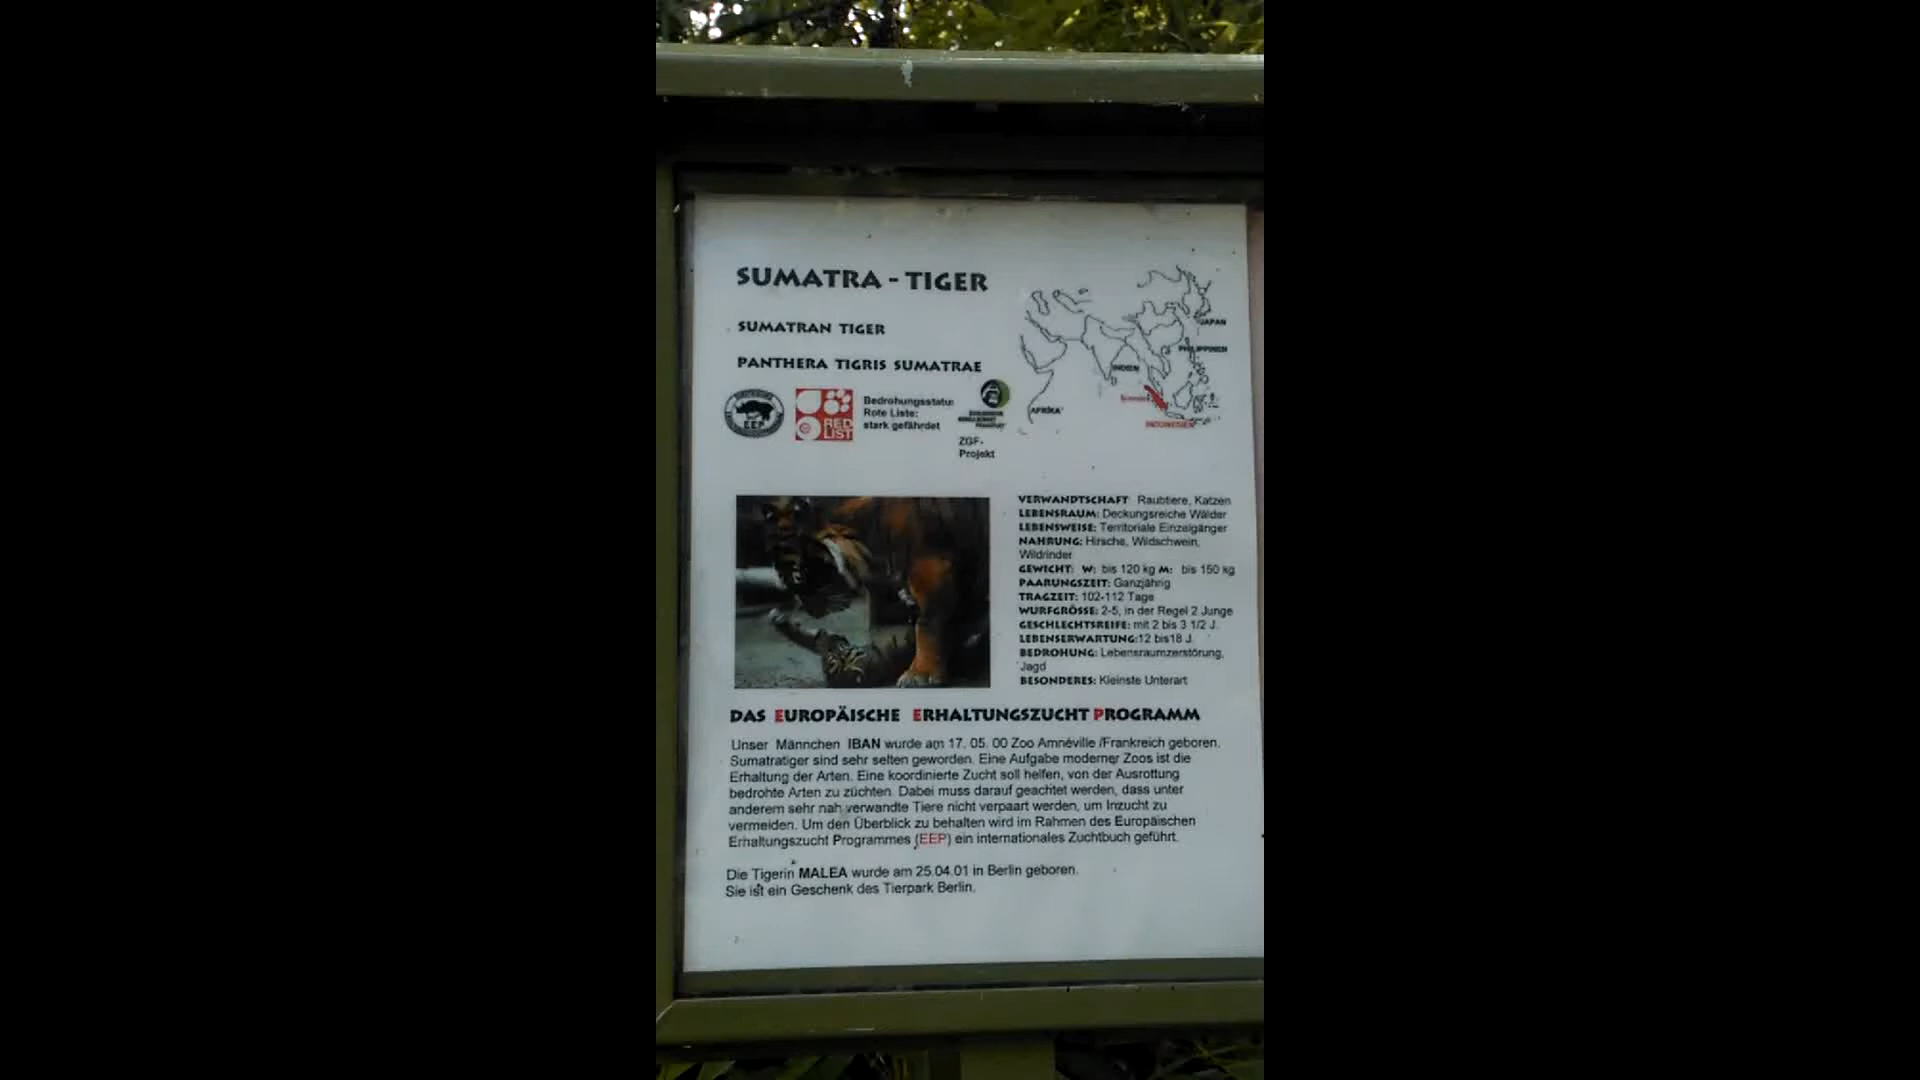 SUMATRA - TIGER
SUMATRAN TIGER
PANTHERA TIGRIS SUMATRAE
EEP
RED
LIST
Bedrohungsstatus
Rote Liste:
stark gefährdet
ZGF-
Projekt
JAPAN
PHILIPPINEN
INDIEN
AFRIKA
INDONESIEN
VERWANDTSCHAFT Raubtiere, Katzen
LEBENSRAUM: Deckungsreiche Wälder
LEBENSWEISE: Territoriale Einzelgänger
NAHRUNG: Hirsche, Wildschwein,
Wildrinder
GEWICHT: W: bis 120 kg M: bis 150 kg
PAARUNGSZEIT: Ganzjährig
TRAGZEIT: 102-112 Tage
WURFGRÖSSE: 2-5, in der Regel 2 Junge
GESCHLECHTSREIFE: mit 2 bis 3 1/2 J.
LEBENSERWARTUNG:12 bis18 J.
BEDROHUNG: Lebensraumzerstörung,
Jagd
BESONDERES: Kleinste Unterart
DAS EUROPÄISCHE ERHALTUNGSZUCHT PROGRAMM
Unser Männchen IBAN wurde am 17. 05. 00 Zoo Amnéville /Frankreich geboren.
Sumatratiger sind sehr selten geworden. Eine Aufgabe moderner Zoos ist die
Erhaltung der Arten. Eine koordinierte Zucht soll helfen, von der Ausrottung
bedrohte Arten zu züchten. Dabei muss darauf geachtet werden, dass unter
anderem sehr nah verwandte Tiere nicht verpaart werden, um Inzucht zu
vermeiden. Um den Überblick zu behalten wird im Rahmen des Europäischen
Erhaltungszucht Programmes (EEP) ein internationales Zuchtbuch geführt.
Die Tigerin MALEA wurde am 25.04.01 in Berlin geboren.
Sie ist ein Geschenk des Tierpark Berlin.